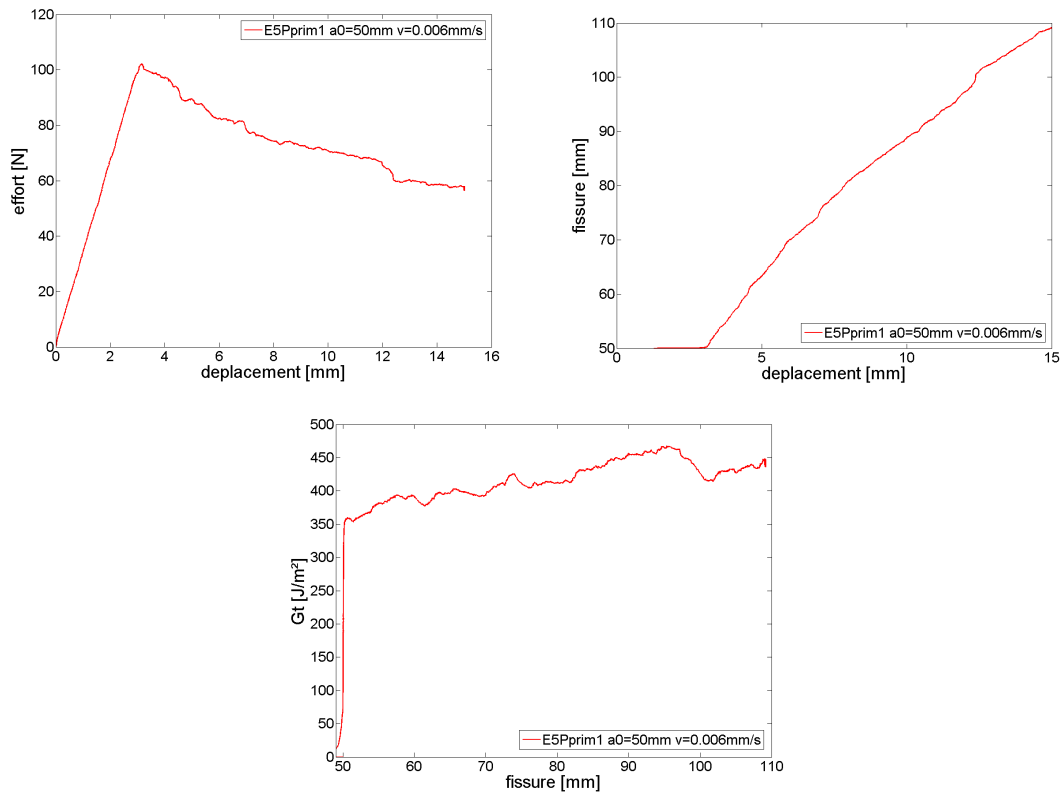 120
100
80
60
40
20
0
effort [N]
E5Pprim1 a0=50mm v=0.006mm/s
0 2 4 6 8 10 12 14 16
deplacement [mm]
110
100
90
80
70
60
50
fissure [mm]
E5Pprim1 a0=50mm v=0.006mm/s
0 5 10 15
deplacement [mm]
500
450
400
350
300
250
200
150
100
50
0
Gt [J/m²]
E5Pprim1 a0=50mm v=0.006mm/s
50 60 70 80 90 100 110
fissure [mm]